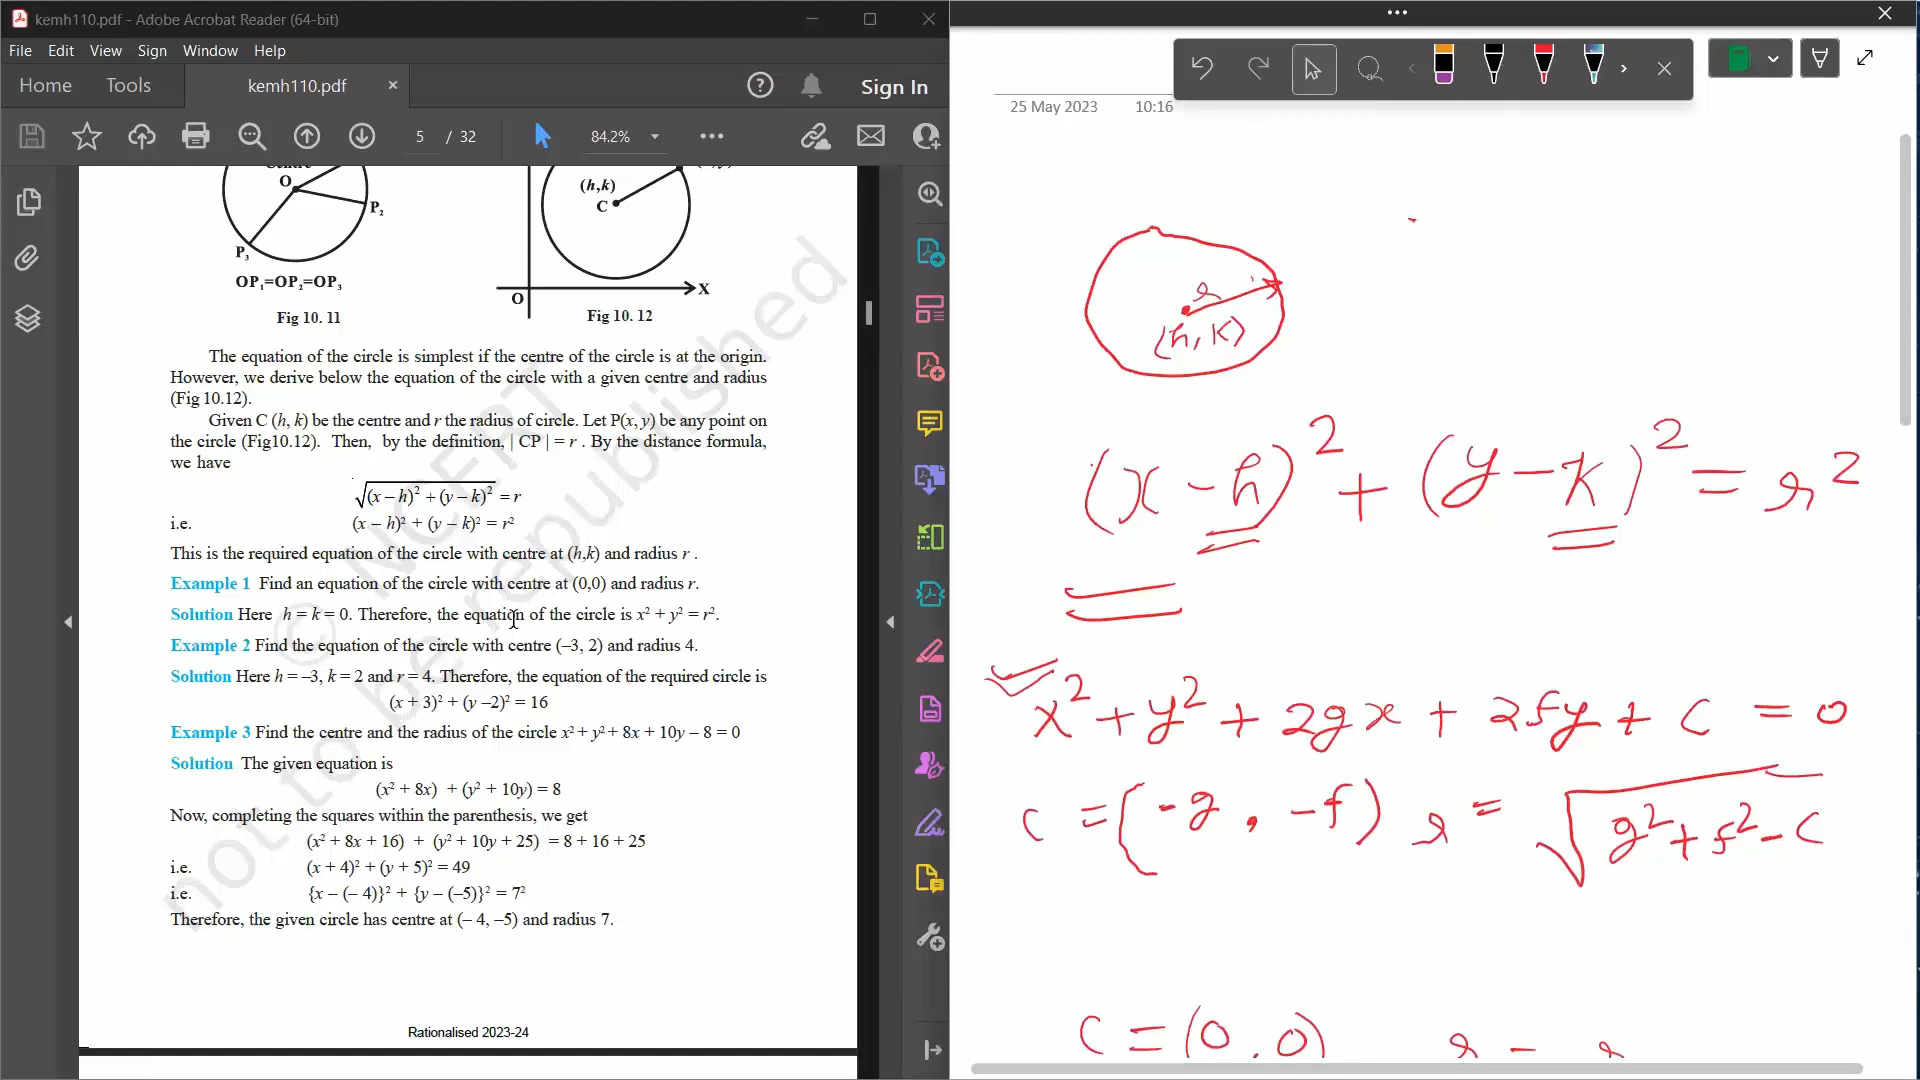 kemh110.pdf - Adobe Acrobat Reader (64-bit)
File Edit View Sign Window Help
Home Tools kemh110.pdf × Sign In
5 / 32 84.2%
O
P₂
P₃
OP₁=OP₂=OP₃
Fig 10. 11
(h,k)
C
O
X
Fig 10. 12
The equation of the circle is simplest if the centre of the circle is at the origin.
However, we derive below the equation of the circle with a given centre and radius
(Fig 10.12).
Given C (h, k) be the centre and r the radius of circle. Let P(x, y) be any point on
the circle (Fig10.12). Then, by the definition, | CP | = r . By the distance formula,
we have
√(x – h)² + (y – k)² = r
i.e. (x – h)² + (y – k)² = r²
This is the required equation of the circle with centre at (h,k) and radius r .
Example 1 Find an equation of the circle with centre at (0,0) and radius r.
Solution Here h = k = 0. Therefore, the equation of the circle is x² + y² = r².
Example 2 Find the equation of the circle with centre (–3, 2) and radius 4.
Solution Here h = –3, k = 2 and r = 4. Therefore, the equation of the required circle is
(x + 3)² + (y –2)² = 16
Example 3 Find the centre and the radius of the circle x² + y² + 8x + 10y – 8 = 0
Solution The given equation is
(x² + 8x) + (y² + 10y) = 8
Now, completing the squares within the parenthesis, we get
(x² + 8x + 16) + (y² + 10y + 25) = 8 + 16 + 25
i.e. (x + 4)² + (y + 5)² = 49
i.e. {x – (– 4)}² + {y – (–5)}² = 7²
Therefore, the given circle has centre at (– 4, –5) and radius 7.
© NCERT
not to be republished
Rationalised 2023-24
25 May 2023 10:16
r
(h, k)
(x - h)² + (y - k)² = r²
x² + y² + 2gx + 2fy + c = 0
c = (-g, -f) r = √g² + f² - c
c = (0, 0) r = r